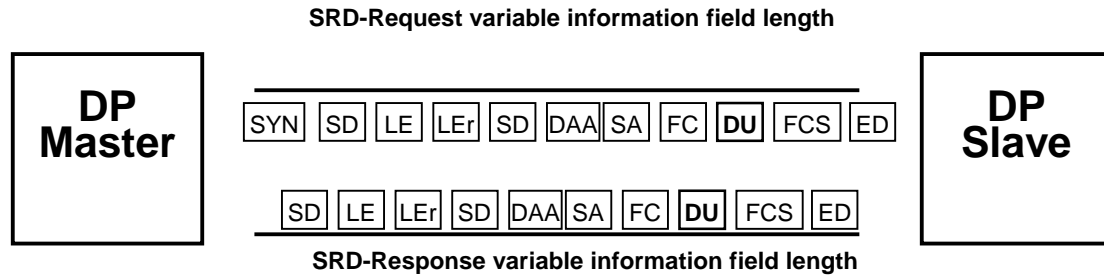 SRD-Request variable information field length
DP
Master
SYN SD LE LEr SD DAA SA FC DU FCS ED
DP
Slave
SD LE LEr SD DAA SA FC DU FCS ED
SRD-Response variable information field length